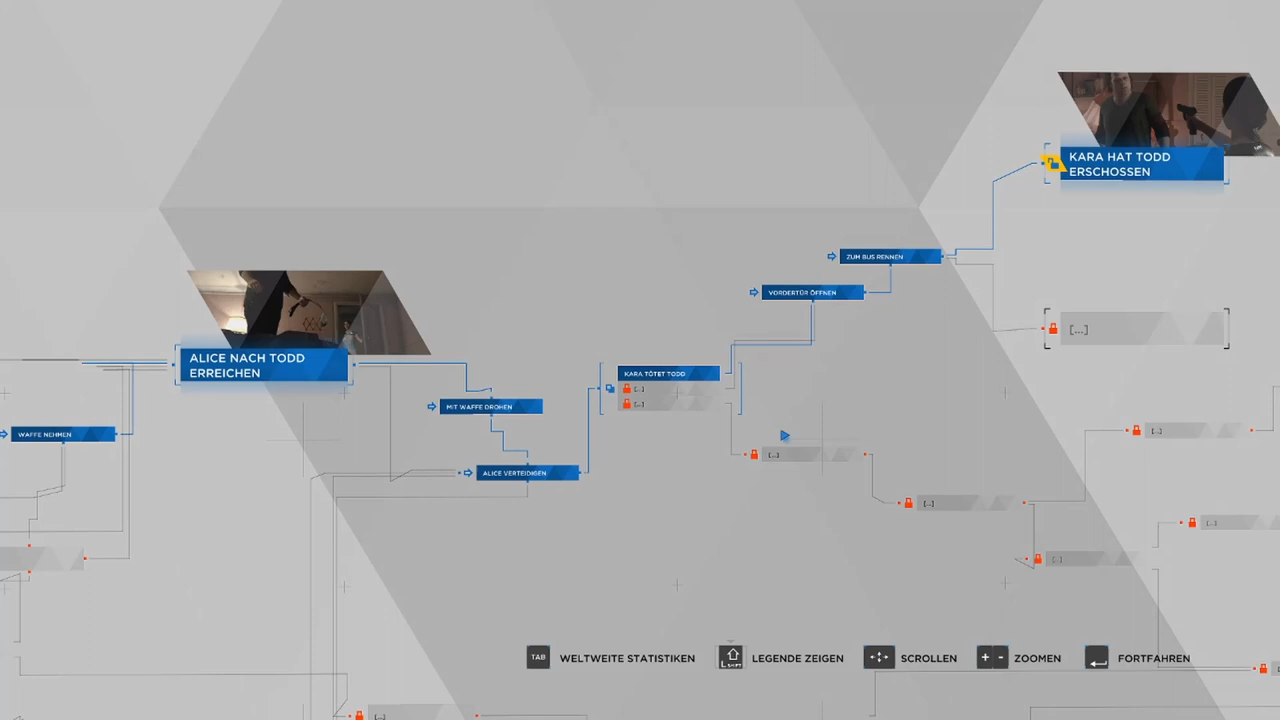 KARA HAT TODD
ERSCHOSSEN
ZUM BUS RENNEN
VORDERTÜR ÖFFNEN
[...]
ALICE NACH TODD
ERREICHEN
KARA TÖTET TODD
[...]
[...]
MIT WAFFE DROHEN
WAFFE NEHMEN
[...]
[...]
ALICE VERTEIDIGEN
[...]
[...]
[...]
TAB WELTWEITE STATISTIKEN
L SHIFT LEGENDE ZEIGEN
SCROLLEN
+ - ZOOMEN
FORTFAHREN
[...]